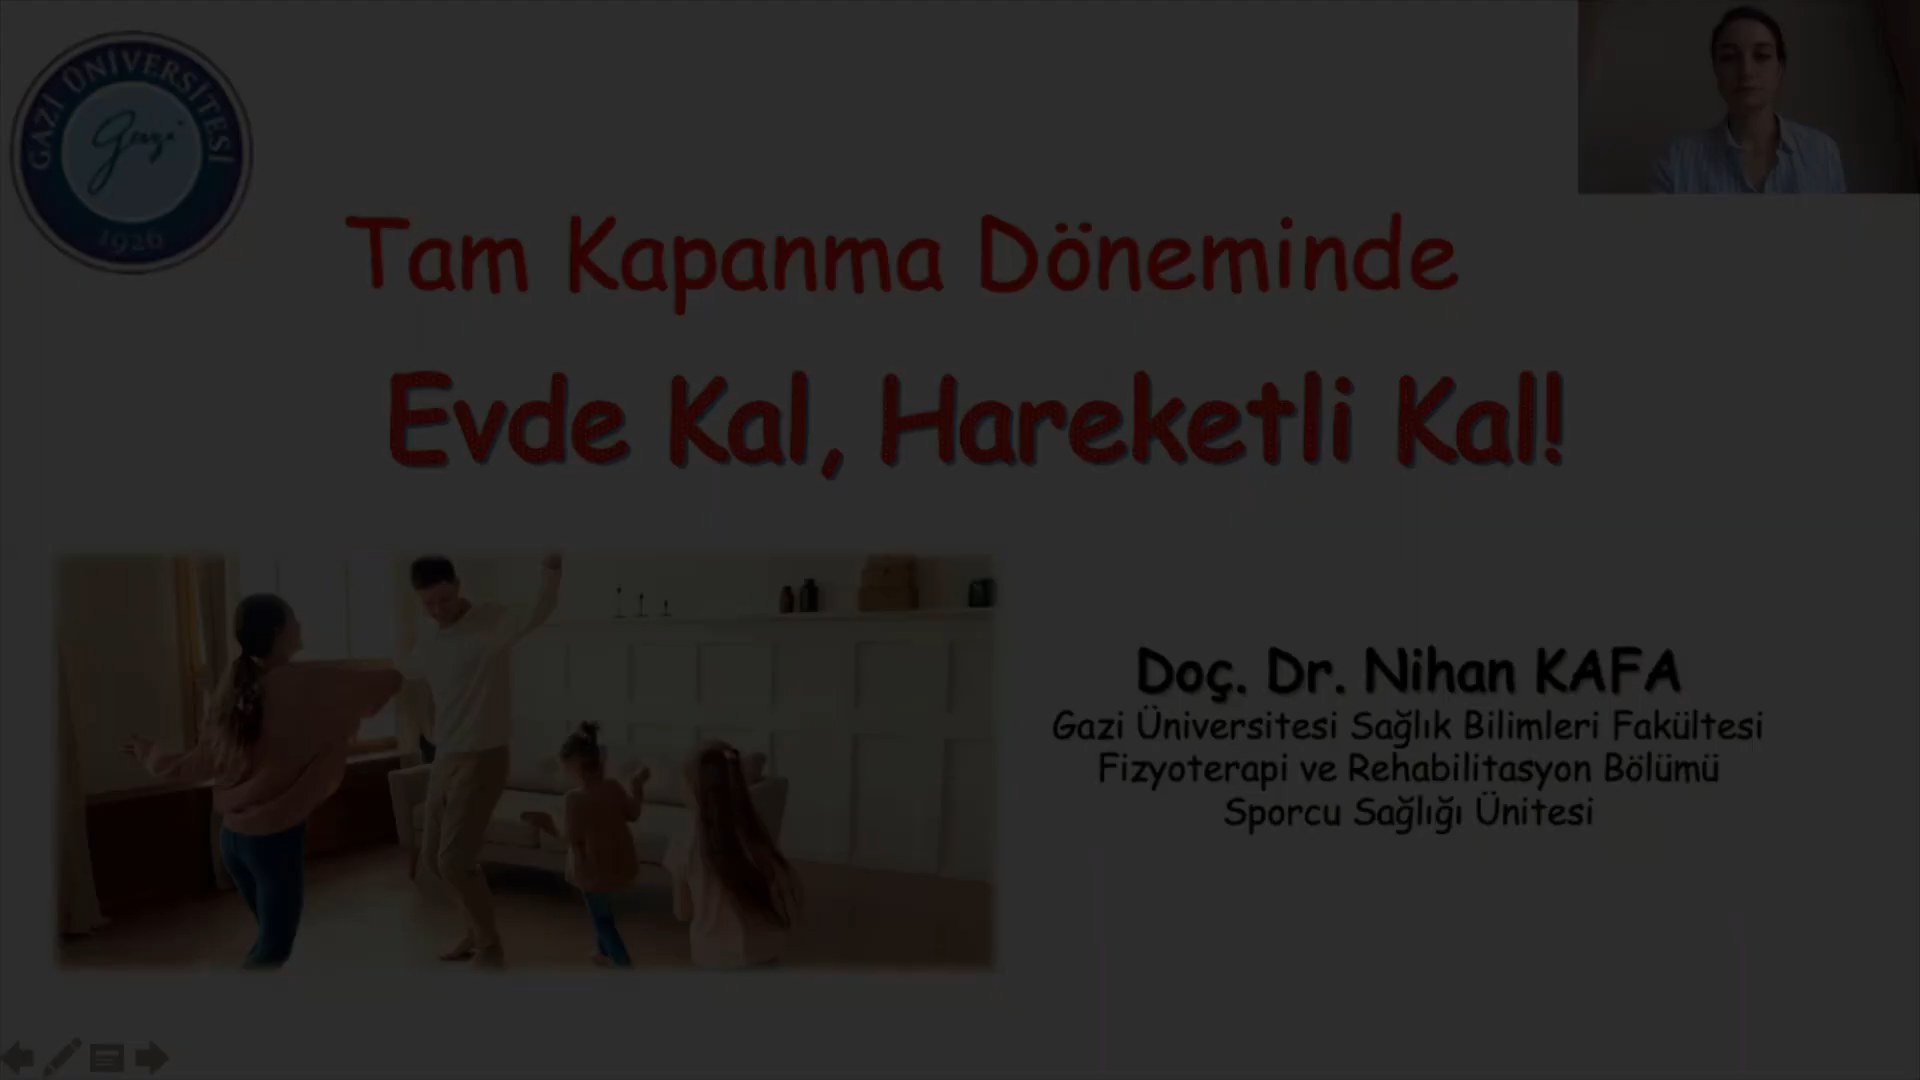 GAZİ ÜNİVERSİTESİ
Gazi
1926
Tam Kapanma Döneminde
Evde Kal, Hareketli Kal!
Doç. Dr. Nihan KAFA
Gazi Üniversitesi Sağlık Bilimleri Fakültesi
Fizyoterapi ve Rehabilitasyon Bölümü
Sporcu Sağlığı Ünitesi